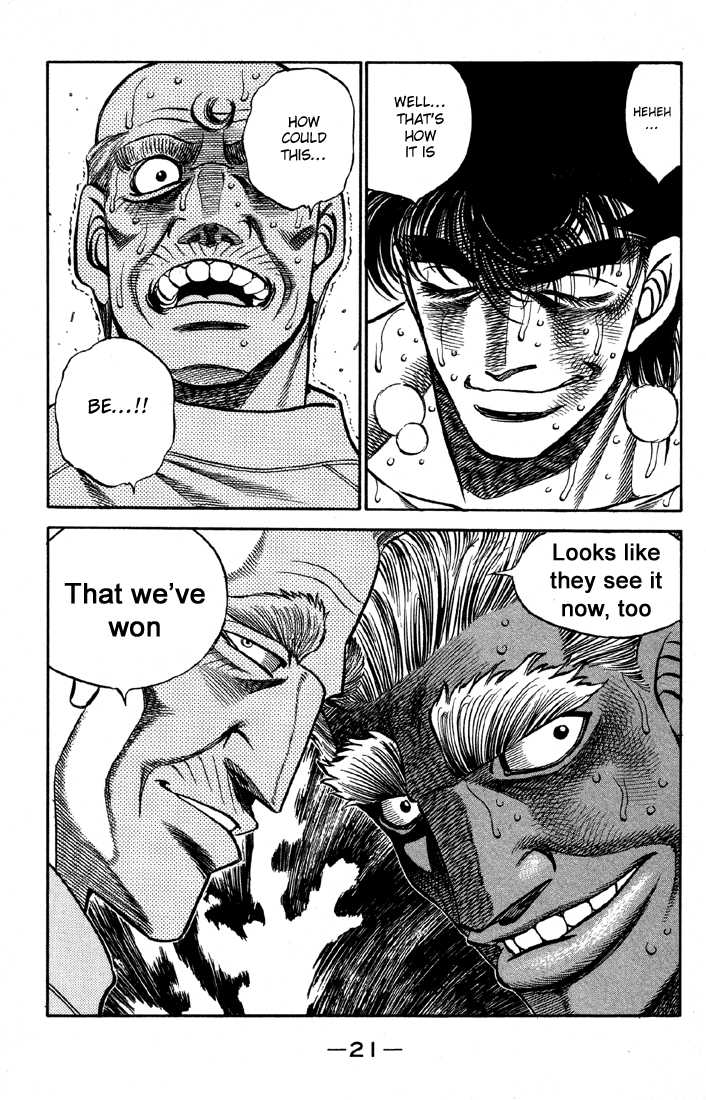 HEHEH
...
WELL...
THAT'S
HOW
IT IS
HOW
COULD
THIS...
BE...!!
Looks like
they see it
now, too
That we've
won
—21—